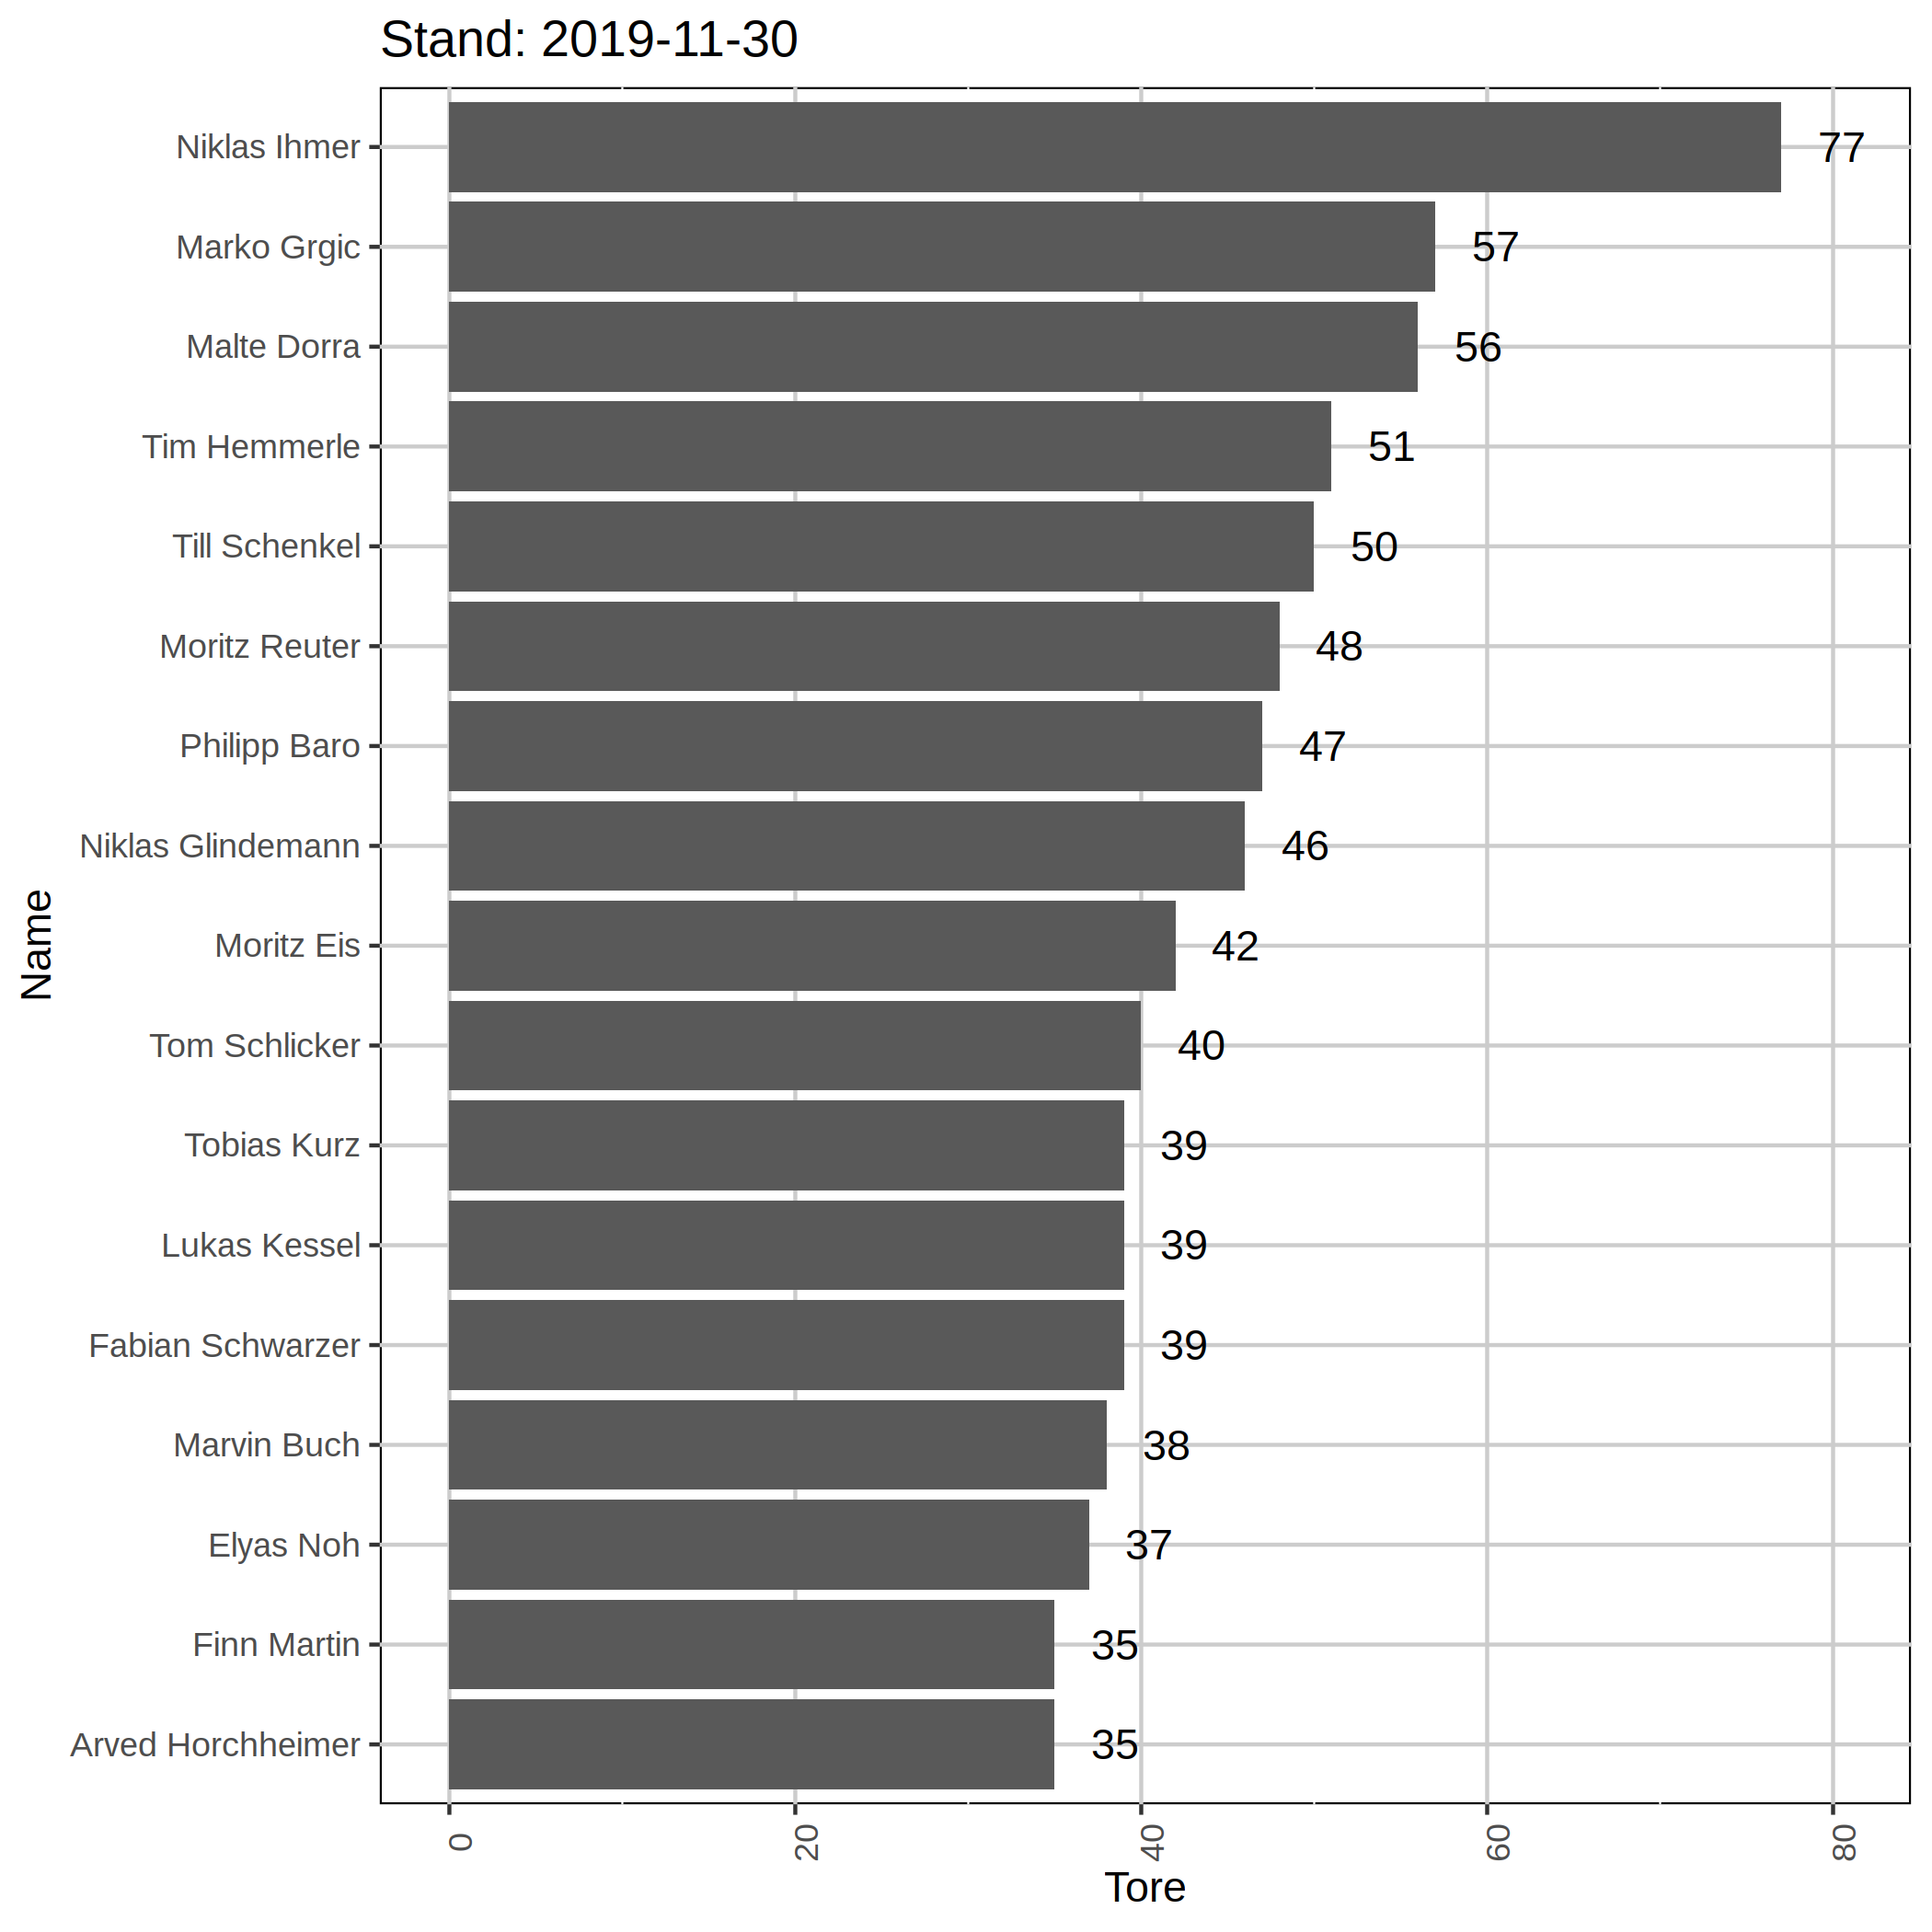 Stand: 2019-11-30
Niklas Ihmer 77
Marko Grgic 57
Malte Dorra 56
Tim Hemmerle 51
Till Schenkel 50
Moritz Reuter 48
Philipp Baro 47
Niklas Glindemann 46
Moritz Eis 42
Tom Schlicker 40
Tobias Kurz 39
Lukas Kessel 39
Fabian Schwarzer 39
Marvin Buch 38
Elyas Noh 37
Finn Martin 35
Arved Horchheimer 35
Name
0 20 40 60 80
Tore